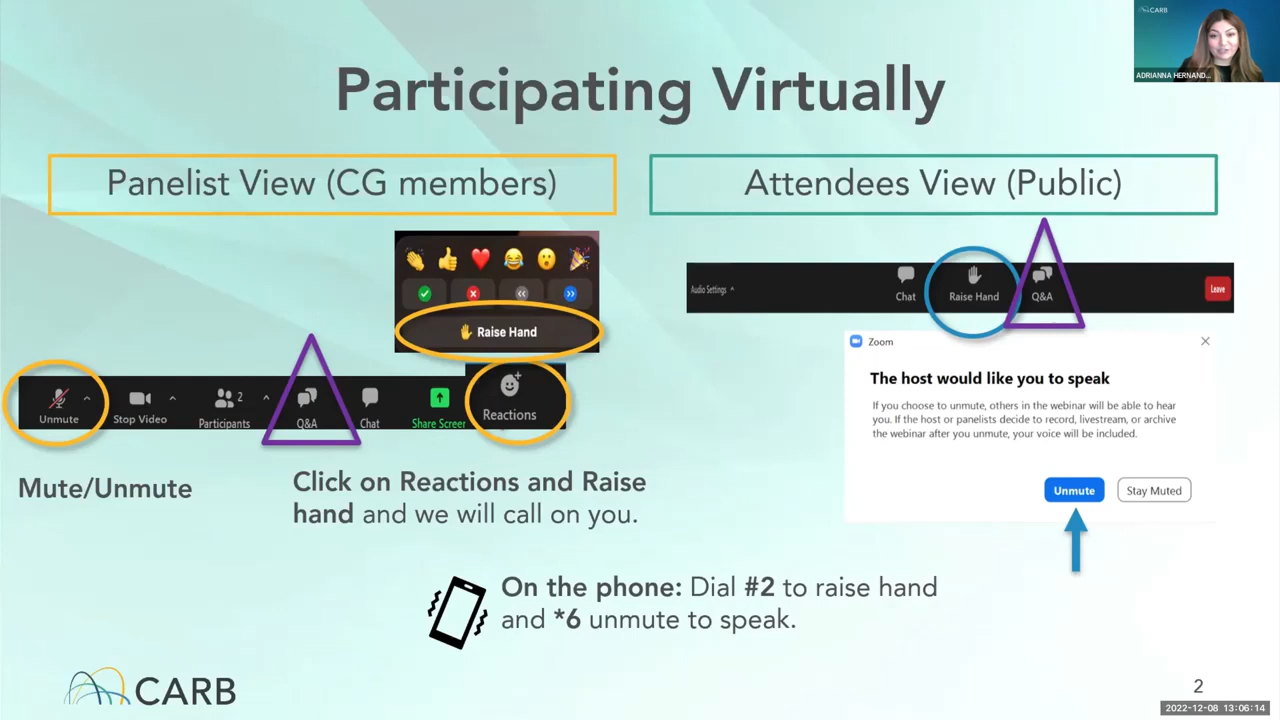 CARB
ADRIANNA HERNAND...
Participating Virtually
Panelist View (CG members)
Attendees View (Public)
Raise Hand
Unmute
Stop Video
2
Participants
Q&A
Chat
Share Screen
Reactions
Mute/Unmute
Click on Reactions and Raise
hand and we will call on you.
Audio Settings ^
Chat
Raise Hand
Q&A
Leave
Zoom
The host would like you to speak
If you choose to unmute, others in the webinar will be able to hear
you. If the host or panelists decide to record, livestream, or archive
the webinar after you unmute, your voice will be included.
Unmute
Stay Muted
On the phone: Dial #2 to raise hand
and *6 unmute to speak.
CARB
2
2022-12-08 13:06:14